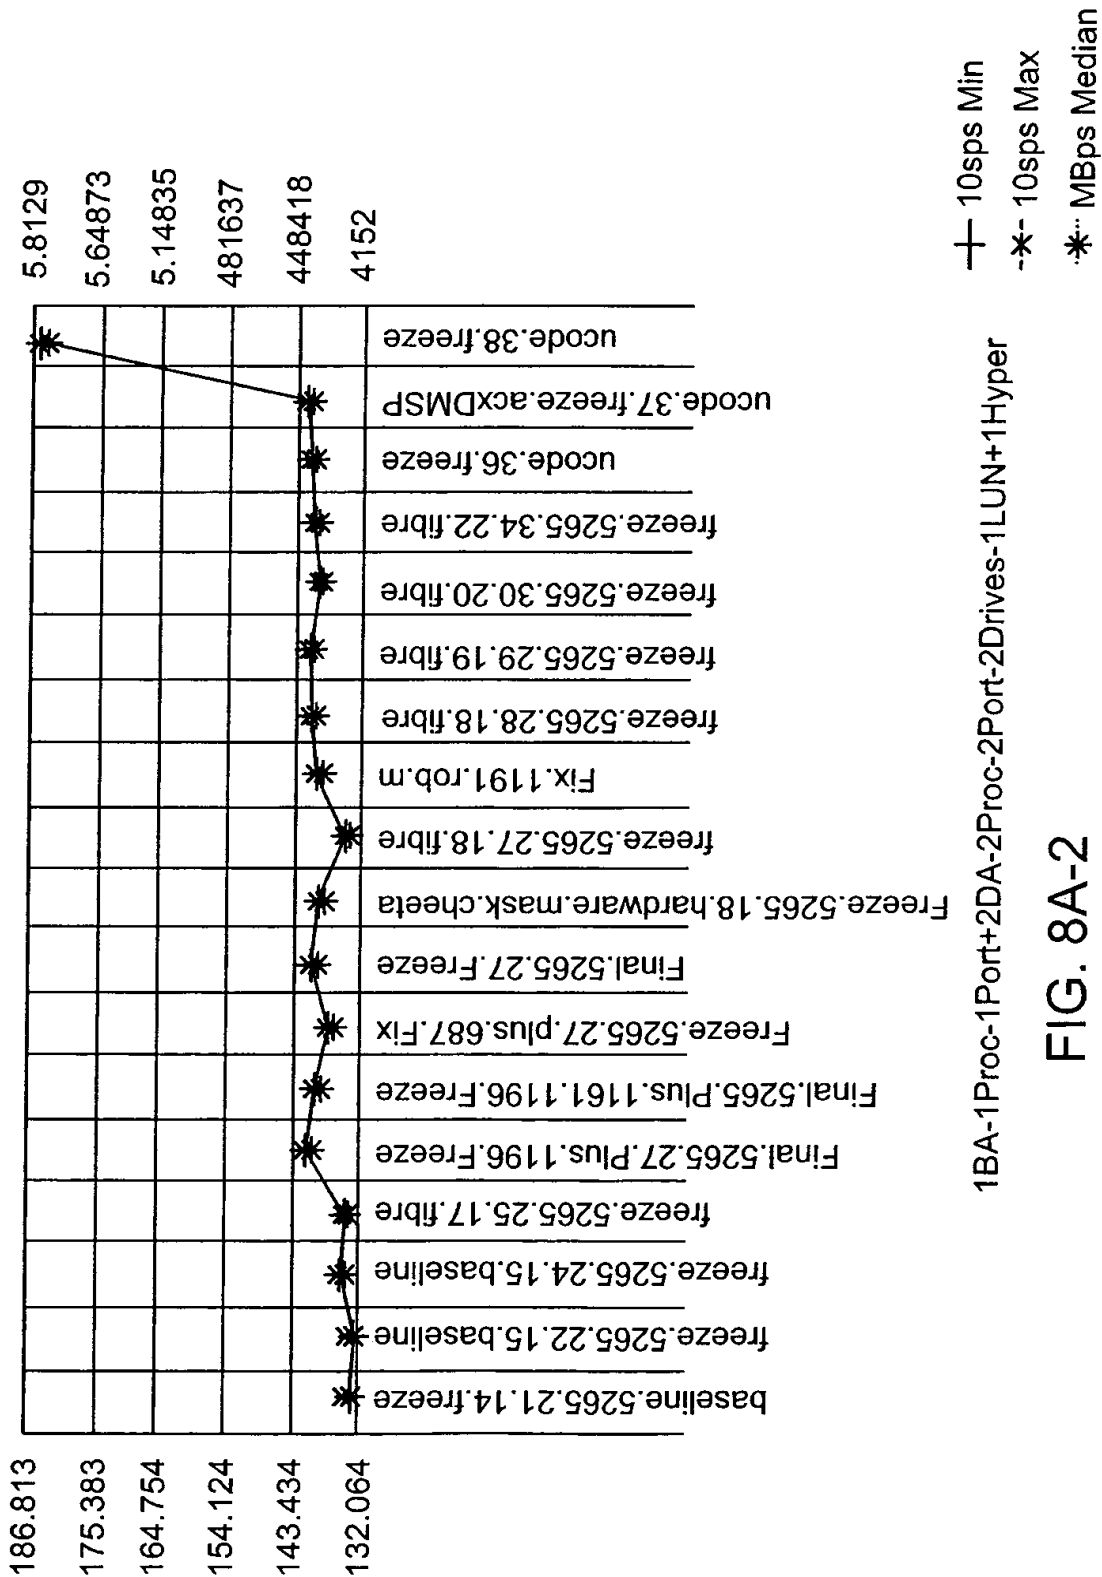 186.813
175.383
164.754
154.124
143.434
132.064
5.8129
5.64873
5.14835
481637
448418
4152
baseline.5265.21.14.freeze
freeze.5265.22.15.baseline
freeze.5265.24.15.baseline
freeze.5265.25.17.fibre
Final.5265.27.Plus.1196.Freeze
Final.5265.Plus.1161.1196.Freeze
Freeze.5265.27.plus.687.Fix
Final.5265.27.Freeze
Freeze.5265.18.hardware.mask.cheeta
freeze.5265.27.18.fibre
Fix.1191.rob.m
freeze.5265.28.18.fibre
freeze.5265.29.19.fibre
freeze.5265.30.20.fibre
freeze.5265.34.22.fibre
ucode.36.freeze
ucode.37.freeze.acxDMSP
ucode.38.freeze
1BA-1Proc-1Port+2DA-2Proc-2Port-2Drives-1LUN+1Hyper
10sps Min
10sps Max
MBps Median
FIG. 8A-2